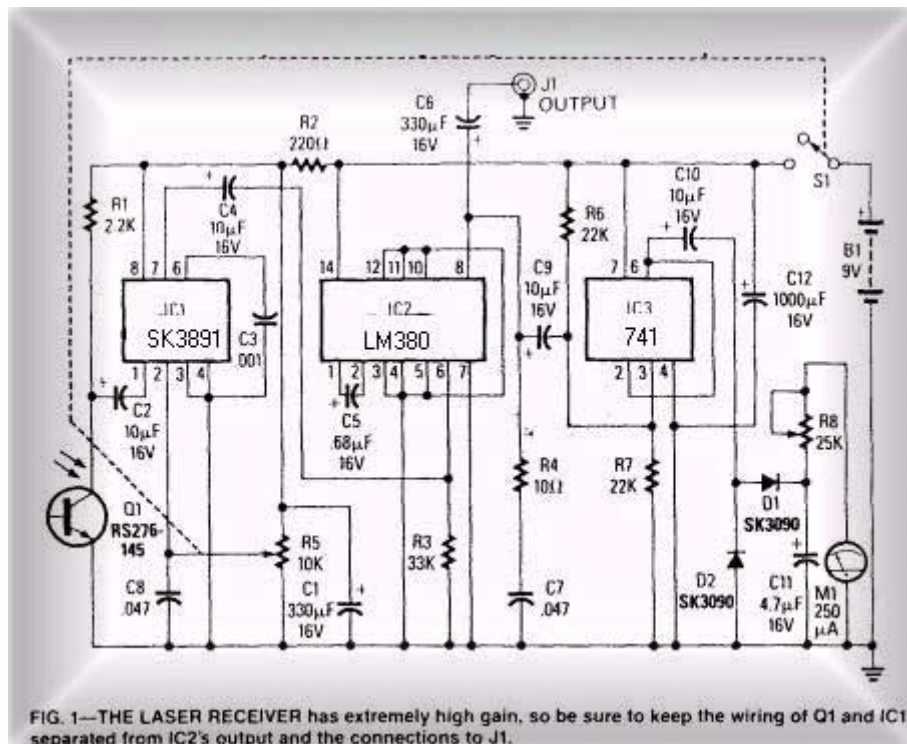 J1
OUTPUT
C6
330µF
16V
R2
220Ω
S1
R1
2.2K
C4
10µF
16V
R6
22K
C10
10µF
16V
B1
9V
8 7 6
14
12 11 10
8
7 6
C9
10µF
16V
C12
1000µF
16V
IC1
SK3891
C3
.001
IC2
LM380
IC3
741
1 2 3 4
1 2 3 4 5 6 7
2 3 4
C2
10µF
16V
C5
.68µF
16V
R8
25K
R4
10Ω
R7
22K
D1
SK3090
Q1
RS276-
145
R5
10K
R3
33K
C8
.047
C1
330µF
16V
C7
.047
D2
SK3090
C11
4.7µF
16V
M1
250
µA
FIG. 1—THE LASER RECEIVER has extremely high gain, so be sure to keep the wiring of Q1 and IC1
separated from IC2's output and the connections to J1.